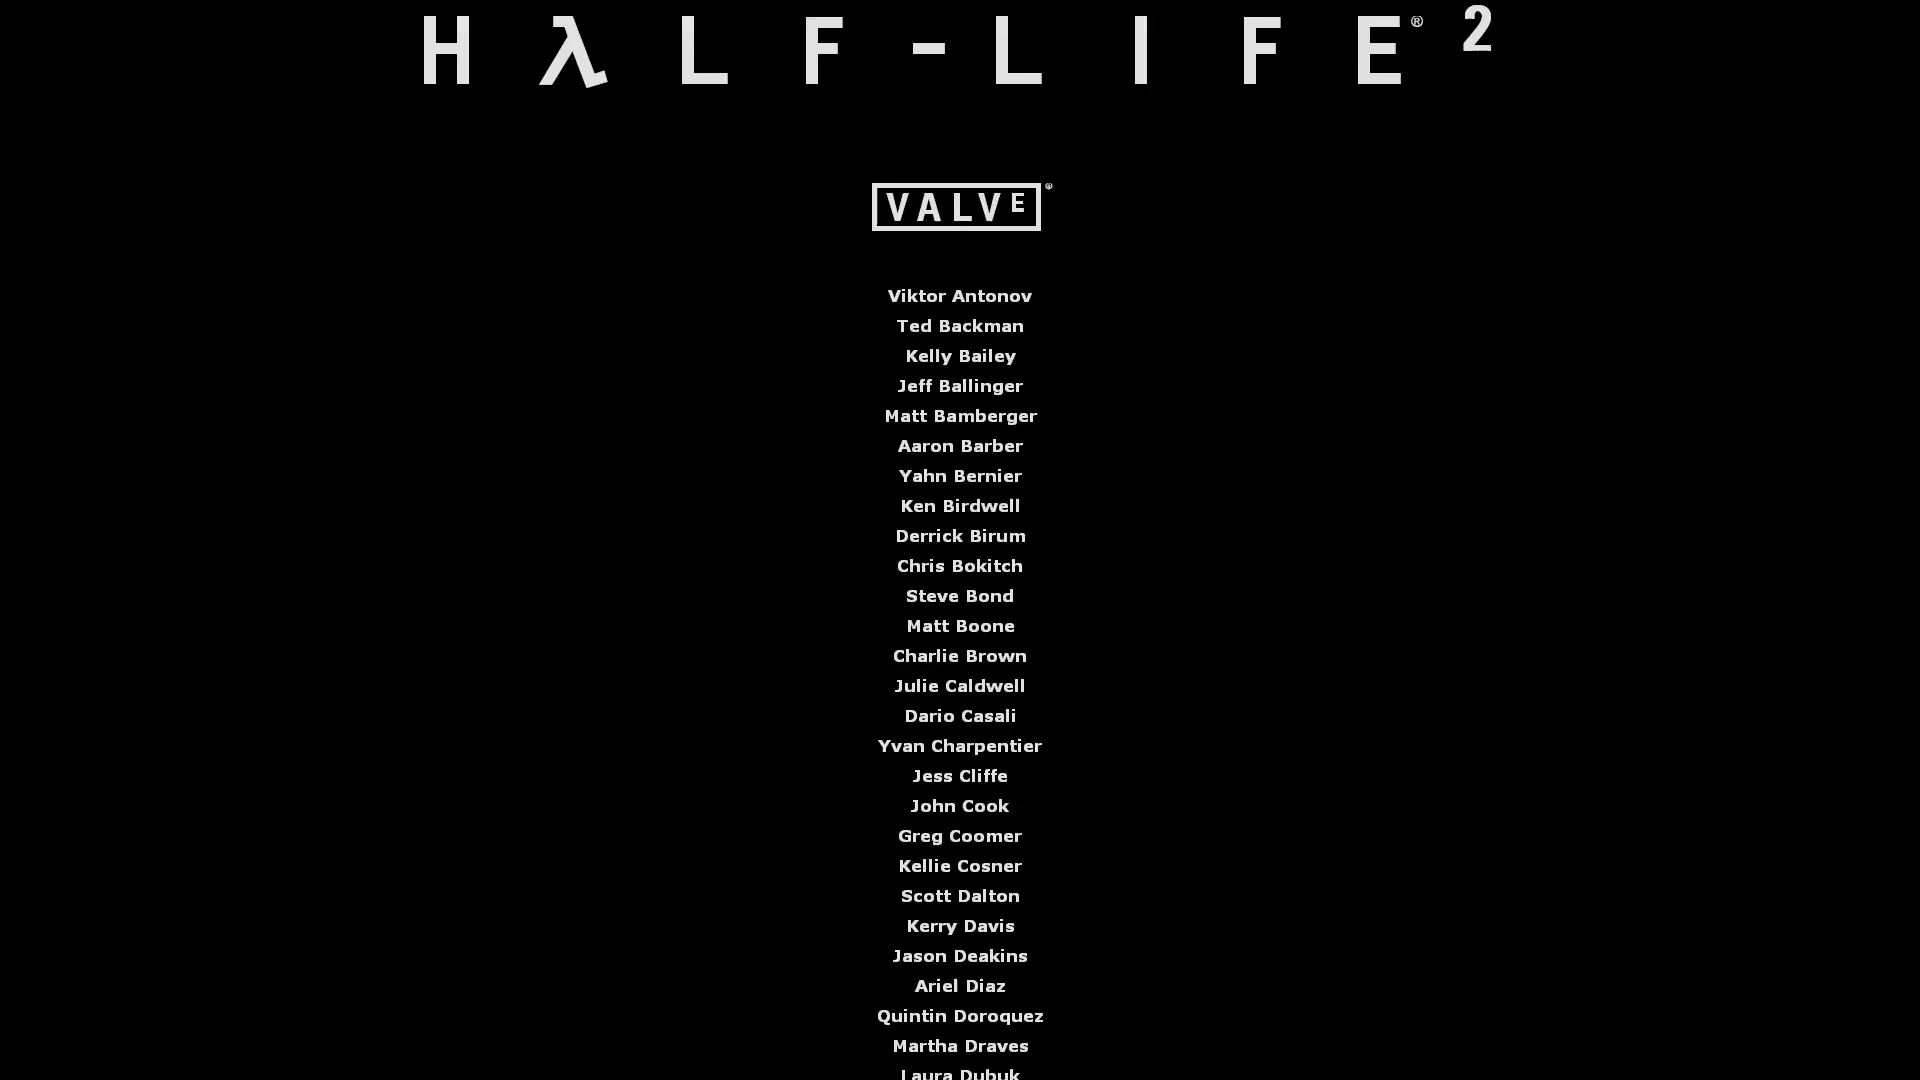 HλLF-LIFE® 2
VALVE®
Viktor Antonov
Ted Backman
Kelly Bailey
Jeff Ballinger
Matt Bamberger
Aaron Barber
Yahn Bernier
Ken Birdwell
Derrick Birum
Chris Bokitch
Steve Bond
Matt Boone
Charlie Brown
Julie Caldwell
Dario Casali
Yvan Charpentier
Jess Cliffe
John Cook
Greg Coomer
Kellie Cosner
Scott Dalton
Kerry Davis
Jason Deakins
Ariel Diaz
Quintin Doroquez
Martha Draves
Laura Dubuk